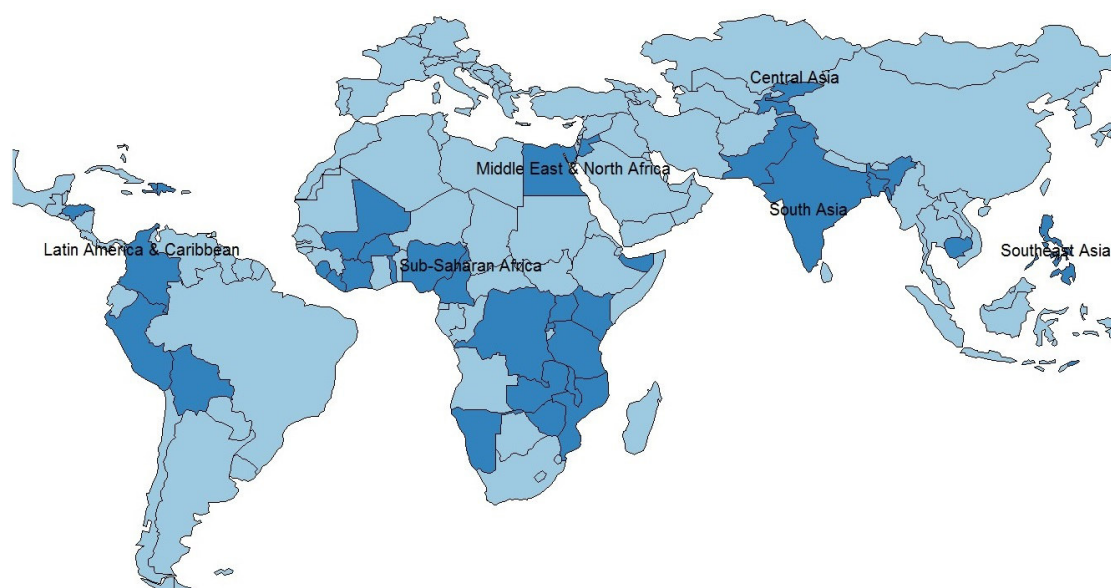 Central Asia
Middle East & North Africa
South Asia
Latin America & Caribbean
Southeast Asia
Sub-Saharan Africa